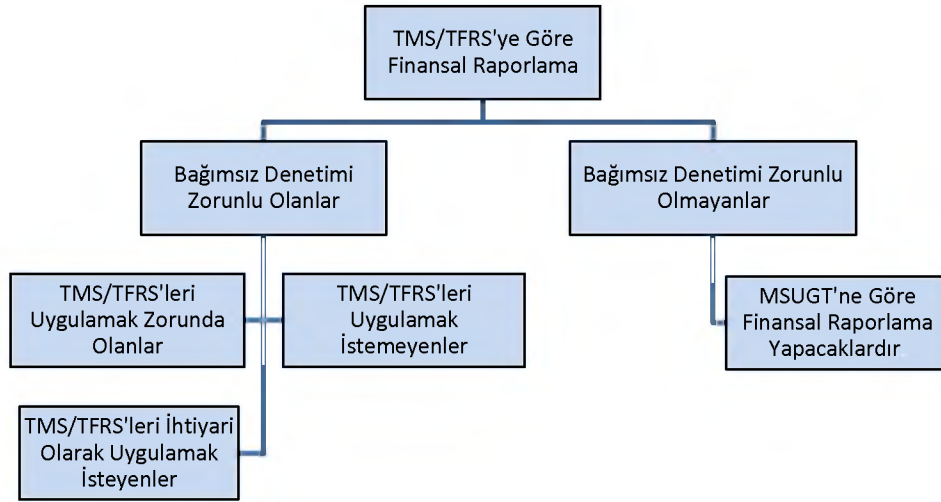 TMS/TFRS'ye Göre
Finansal Raporlama
Bağımsız Denetimi
Zorunlu Olanlar
Bağımsız Denetimi Zorunlu
Olmayanlar
TMS/TFRS'leri
Uygulamak Zorunda
Olanlar
TMS/TFRS'leri
Uygulamak
İstemeyenler
MSUGT'ne Göre
Finansal Raporlama
Yapacaklardır
TMS/TFRS'leri İhtiyari
Olarak Uygulamak
İsteyenler